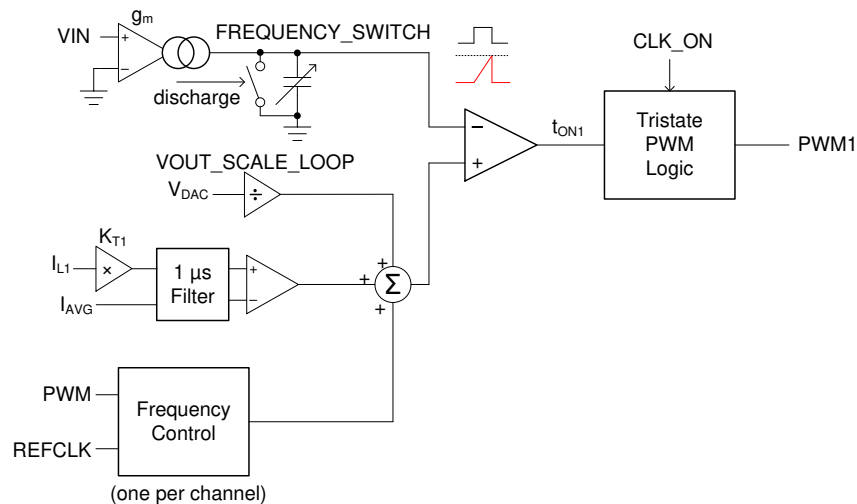 gm
VIN
+
−
FREQUENCY_SWITCH
discharge
CLK_ON
−
+
tON1
Tristate
PWM
Logic
PWM1
VOUT_SCALE_LOOP
VDAC
÷
KT1
IL1
×
1 µs
Filter
IAVG
+
−
+
+
+
Σ
PWM
REFCLK
Frequency
Control
(one per channel)